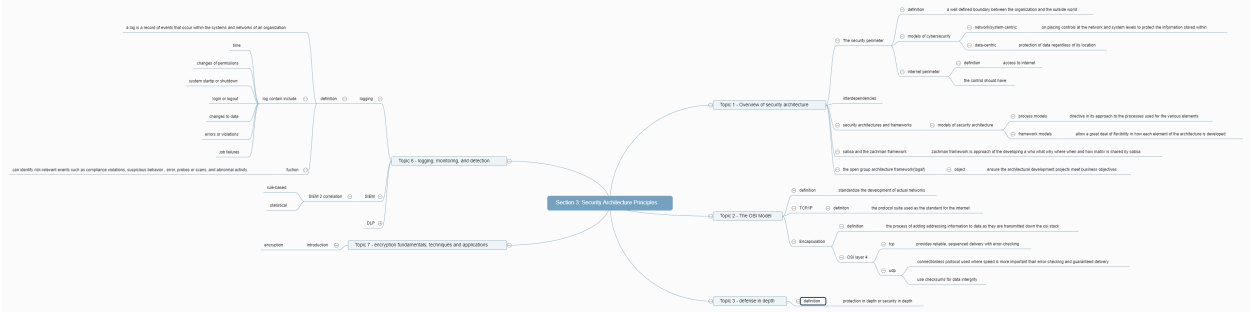 Section 3: Security Architecture Principles
Topic 1 - Overview of security architecture
The security perimeter
definition
a well defined boundary between the organization and the outside world
models of cybersecurity
network/system-centric
on placing controls at the network and system levels to protect the information stored within
data-centric
protection of data regardless of its location
internet perimeter
definition
access to internet
the control should have
interdependencies
security architectures and frameworks
models of security architecture
process models
directive in its approach to the processes used for the various elements
framework models
allow a great deal of flexibility in how each element of the architecture is developed
sabsa and the zachman framework
zachman framework is approach of the developing a who what why where when and how matrix is shared by sabsa
the open group architecture framework(togaf)
object
ensure the architectural development projects meet business objectives
Topic 2 - The OSI Model
definition
standardize the development of actual networks
TCP/IP
definition
the protocol suite used as the standard for the internet
Encapsulation
definition
the process of adding addressing information to data as they are transmitted down the osi stack
OSI layer 4
tcp
provides reliable, sequenced delivery with error-checking
udp
connectionless protocol used where speed is more important than error-checking and guaranteed delivery
use checksums for data intergrity
Topic 3 - defense in depth
definition
protection in depth or security in depth
Topic 6 - logging, monitoring, and detection
logging
definition
a log is a record of events that occur within the systems and networks of an organization
log contain include
time
changes of permissions
system startip or shutdown
login or logout
changes to data
errors or violations
job failures
fuction
can identify risk-relevant events such as compliance violations, suspicious behavior , error, probes or scans, and abnormal activity.
SIEM
SIEM 2 correlation
rule-based
statistical
DLP
Topic 7 - encryption fundamentals, techniques and applications
introduction
encryption